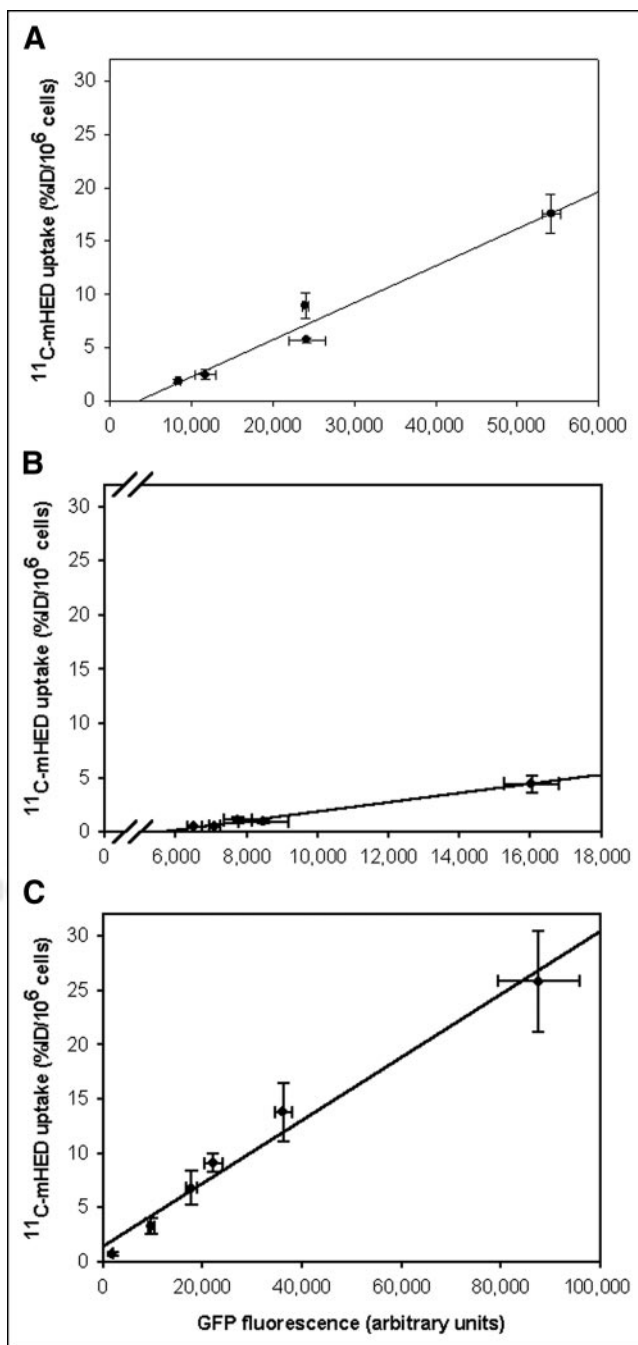 A
¹¹C-mHED uptake (%ID/10⁶ cells)
30
25
20
15
10
5
0
0 10,000 20,000 30,000 40,000 50,000 60,000
B
¹¹C-mHED uptake (%ID/10⁶ cells)
30
25
20
15
10
5
0
0 6,000 8,000 10,000 12,000 14,000 16,000 18,000
C
¹¹C-mHED uptake (%ID/10⁶ cells)
30
25
20
15
10
5
0
0 20,000 40,000 60,000 80,000 100,000
GFP fluorescence (arbitrary units)